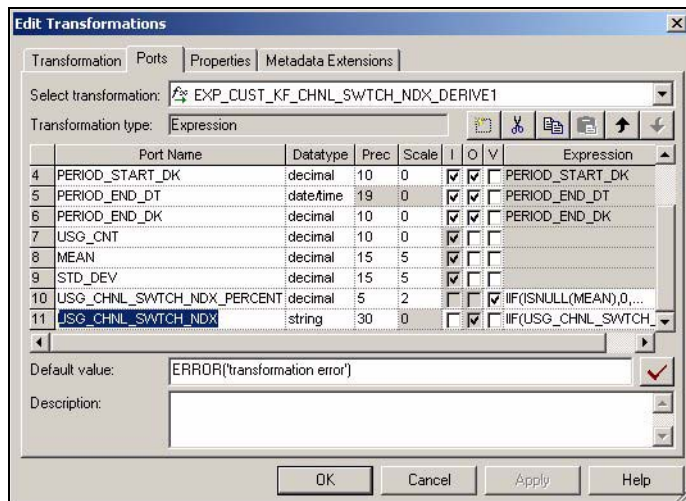 Edit Transformations
Transformation Ports Properties Metadata Extensions
Select transformation: EXP_CUST_KF_CHNL_SWTCH_NDX_DERIVE1
Transformation type: Expression
Port Name Datatype Prec Scale I O V Expression
4 PERIOD_START_DK decimal 10 0 PERIOD_START_DK
5 PERIOD_END_DT date/time 19 0 PERIOD_END_DT
6 PERIOD_END_DK decimal 10 0 PERIOD_END_DK
7 USG_CNT decimal 10 0
8 MEAN decimal 15 5
9 STD_DEV decimal 15 5
10 USG_CHNL_SWTCH_NDX_PERCENT decimal 5 2 IIF(ISNULL(MEAN),0,...
11 USG_CHNL_SWTCH_NDX string 30 0 IIF(USG_CHNL_SWTCH_
Default value: ERROR('transformation error')
Description:
OK Cancel Apply Help